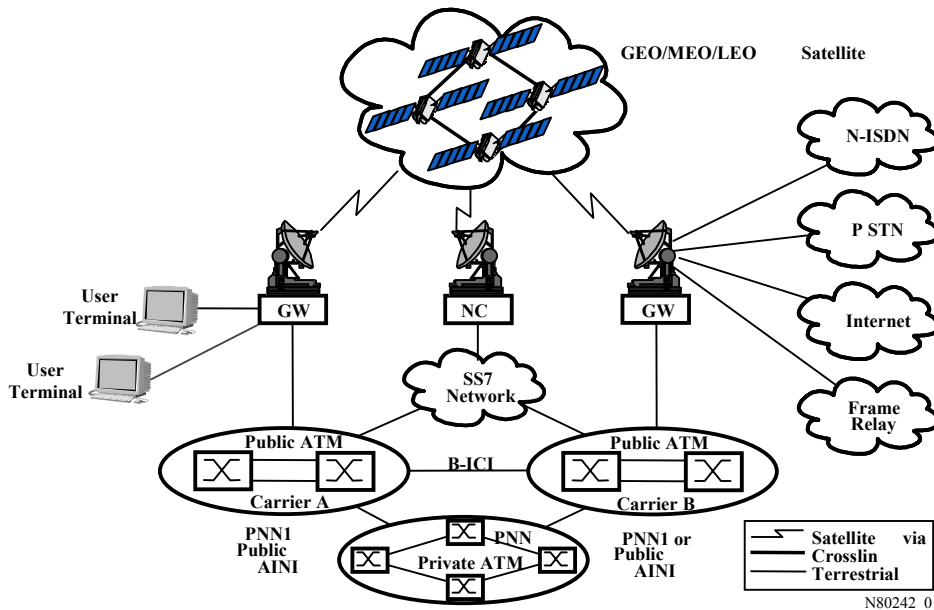 GEO/MEO/LEO Satellite
N-ISDN
P STN
Internet
Frame
Relay
User
Terminal
User
Terminal
GW
NC
GW
SS7
Network
Public ATM
Carrier A
B-ICI
Public ATM
Carrier B
PNN1
Public
AINI
PNN
Private ATM
PNN1 or
Public
AINI
Satellite via
Crosslin
Terrestrial
N80242_0